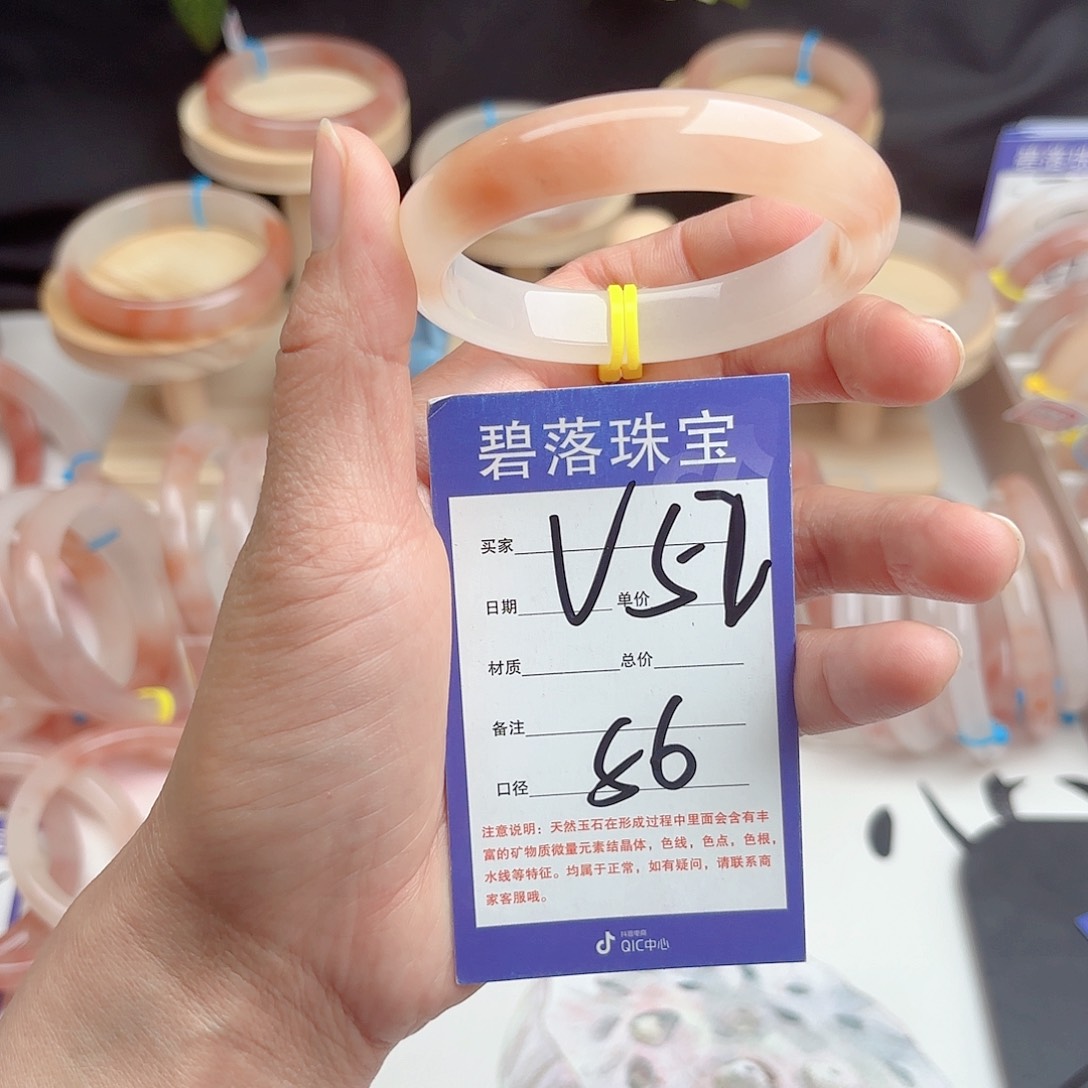 碧落珠宝
买家
日期 单价
材质 总价
备注
口径
注意说明：天然玉石在形成过程中里面会含有丰
富的矿物质微量元素结晶体，色线，色点，色根，
水线等特征。均属于正常，如有疑问，请联系商
家客服哦。
抖音电商
QIC中心